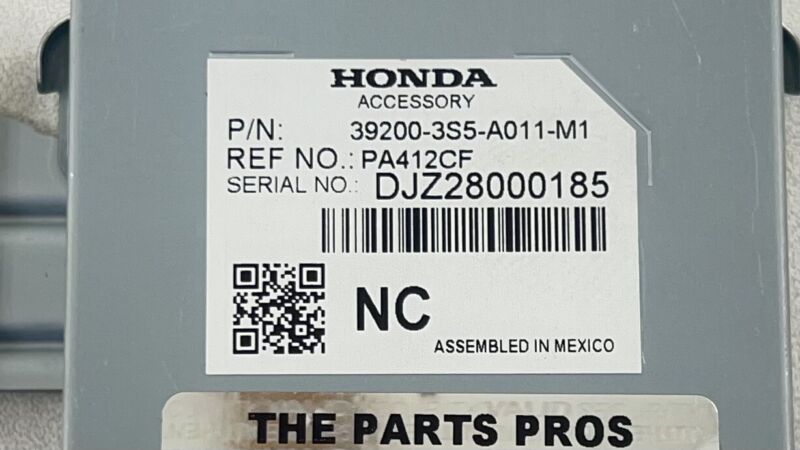 HONDA
ACCESSORY
P/N: 39200-3S5-A011-M1
REF NO.: PA412CF
SERIAL NO.: DJZ28000185
NC
ASSEMBLED IN MEXICO
THE PARTS PROS